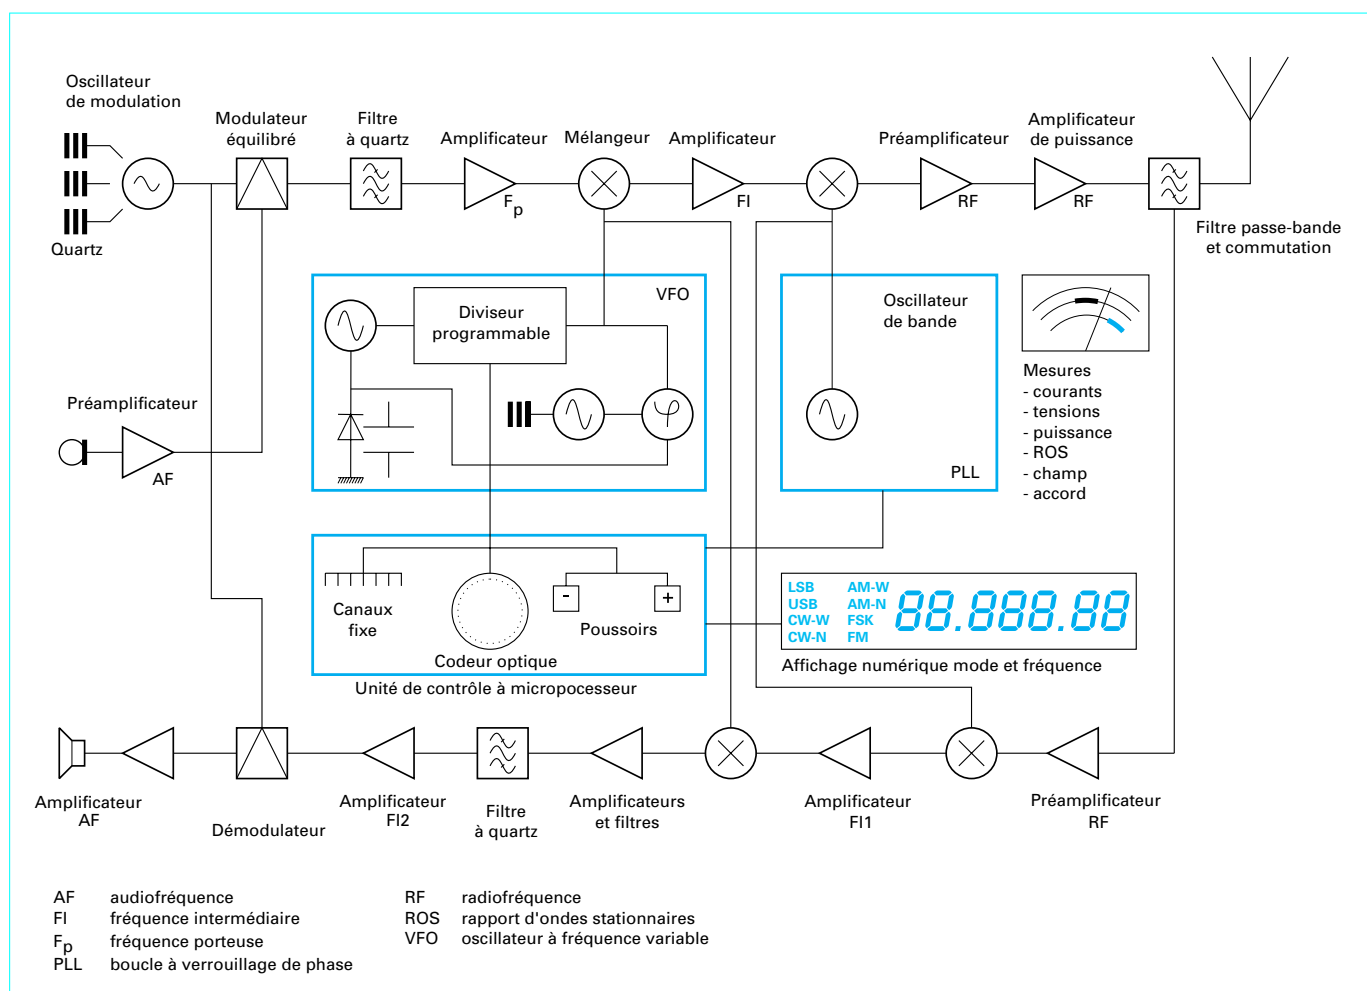 Oscillateur
de modulation
Modulateur
équilibré
Filtre
à quartz
Amplificateur
Mélangeur
Amplificateur
Préamplificateur
Amplificateur
de puissance
Fp
FI
RF
RF
Quartz
Filtre passe-bande
et commutation
VFO
Diviseur
programmable
Oscillateur
de bande
PLL
Mesures
- courants
- tensions
- puissance
- ROS
- champ
- accord
Préamplificateur
AF
Canaux
fixe
-
+
Poussoirs
Codeur optique
Unité de contrôle à micropocesseur
LSB AM-W
USB AM-N
CW-W FSK
CW-N FM
88.888.88
Affichage numérique mode et fréquence
Amplificateur
AF
Démodulateur
Amplificateur
FI2
Filtre
à quartz
Amplificateurs
et filtres
Amplificateur
FI1
Préamplificateur
RF
AF audiofréquence
FI fréquence intermédiaire
Fp fréquence porteuse
PLL boucle à verrouillage de phase
RF radiofréquence
ROS rapport d'ondes stationnaires
VFO oscillateur à fréquence variable